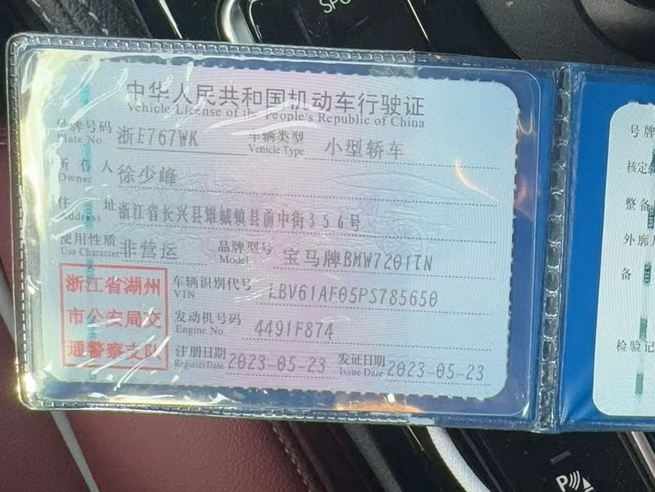 中华人民共和国机动车行驶证
Vehicle License of the People's Republic of China
号牌号码 浙E767WK 车辆类型 小型轿车
Plate No. Vehicle Type
所有人 徐少峰
Owner
住址 浙江省长兴县雉城镇县前中街356号
Address
使用性质 非营运 品牌型号 宝马牌BMW7201TN
Use Character Model
浙江省湖州
市公安局交
通警察支队
车辆识别代号 LBV61AF05PS785650
VIN
发动机号码 4491F874
Engine No.
注册日期 2023-05-23 发证日期 2023-05-23
Register Date Issue Date
号牌
核定
整备
外廓
备
检验记
P